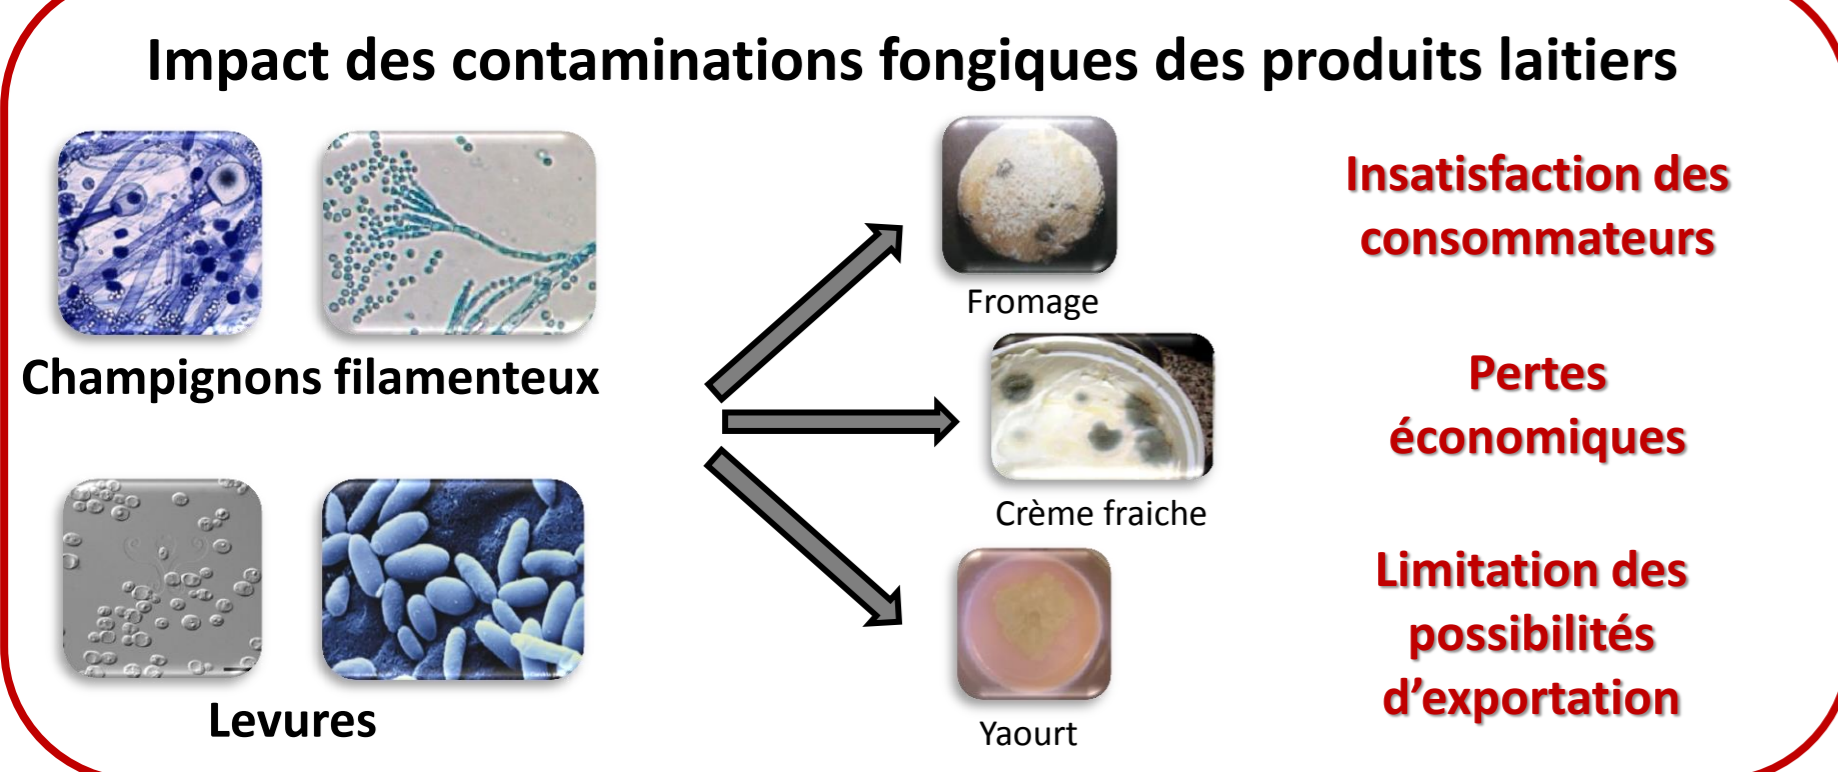 Impact des contaminations fongiques des produits laitiers
Champignons filamenteux
Levures
Fromage
Crème fraiche
Yaourt
Insatisfaction des
consommateurs
Pertes
économiques
Limitation des
possibilités
d’exportation